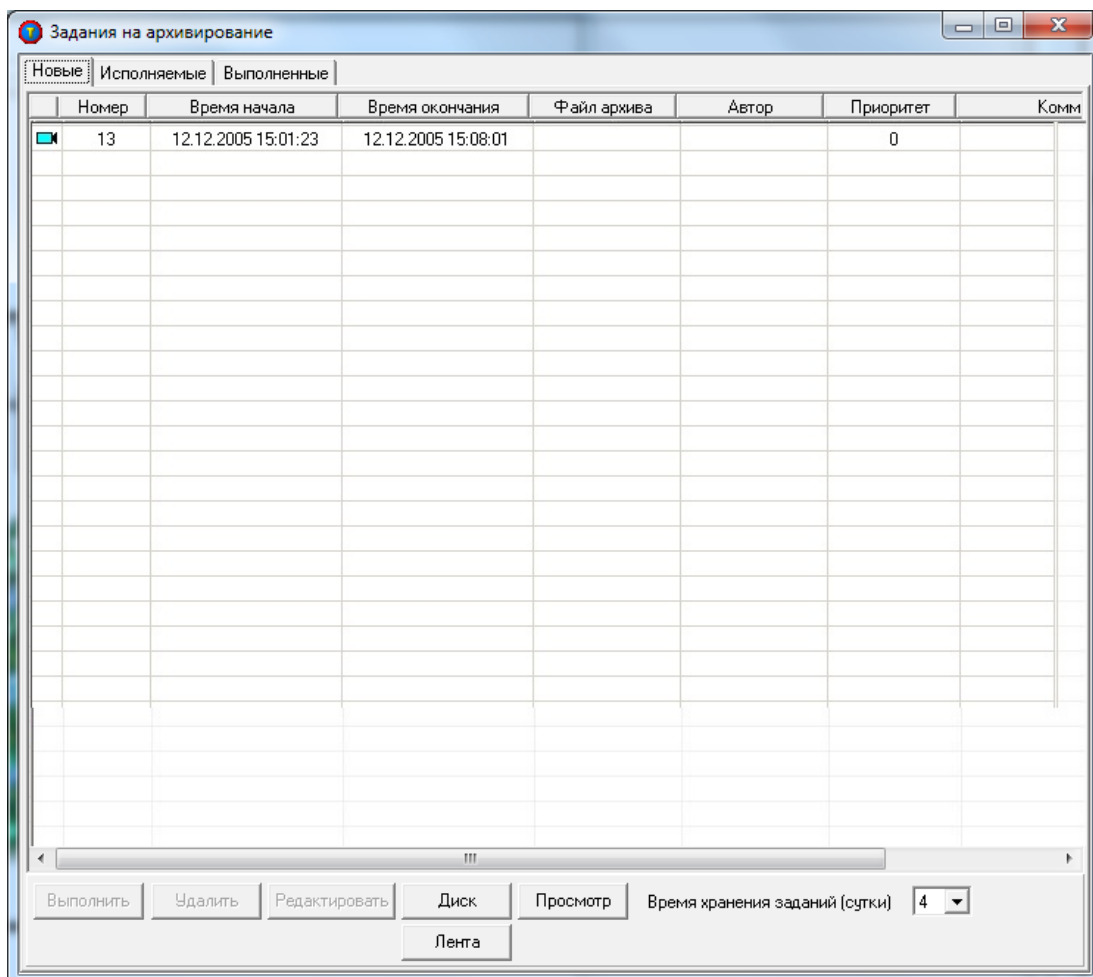 Задания на архивирование
Новые Исполняемые Выполненные
Номер Время начала Время окончания Файл архива Автор Приоритет Комм
13 12.12.2005 15:01:23 12.12.2005 15:08:01 0
Выполнить Удалить Редактировать Диск Просмотр Время хранения заданий (сутки) 4
Лента